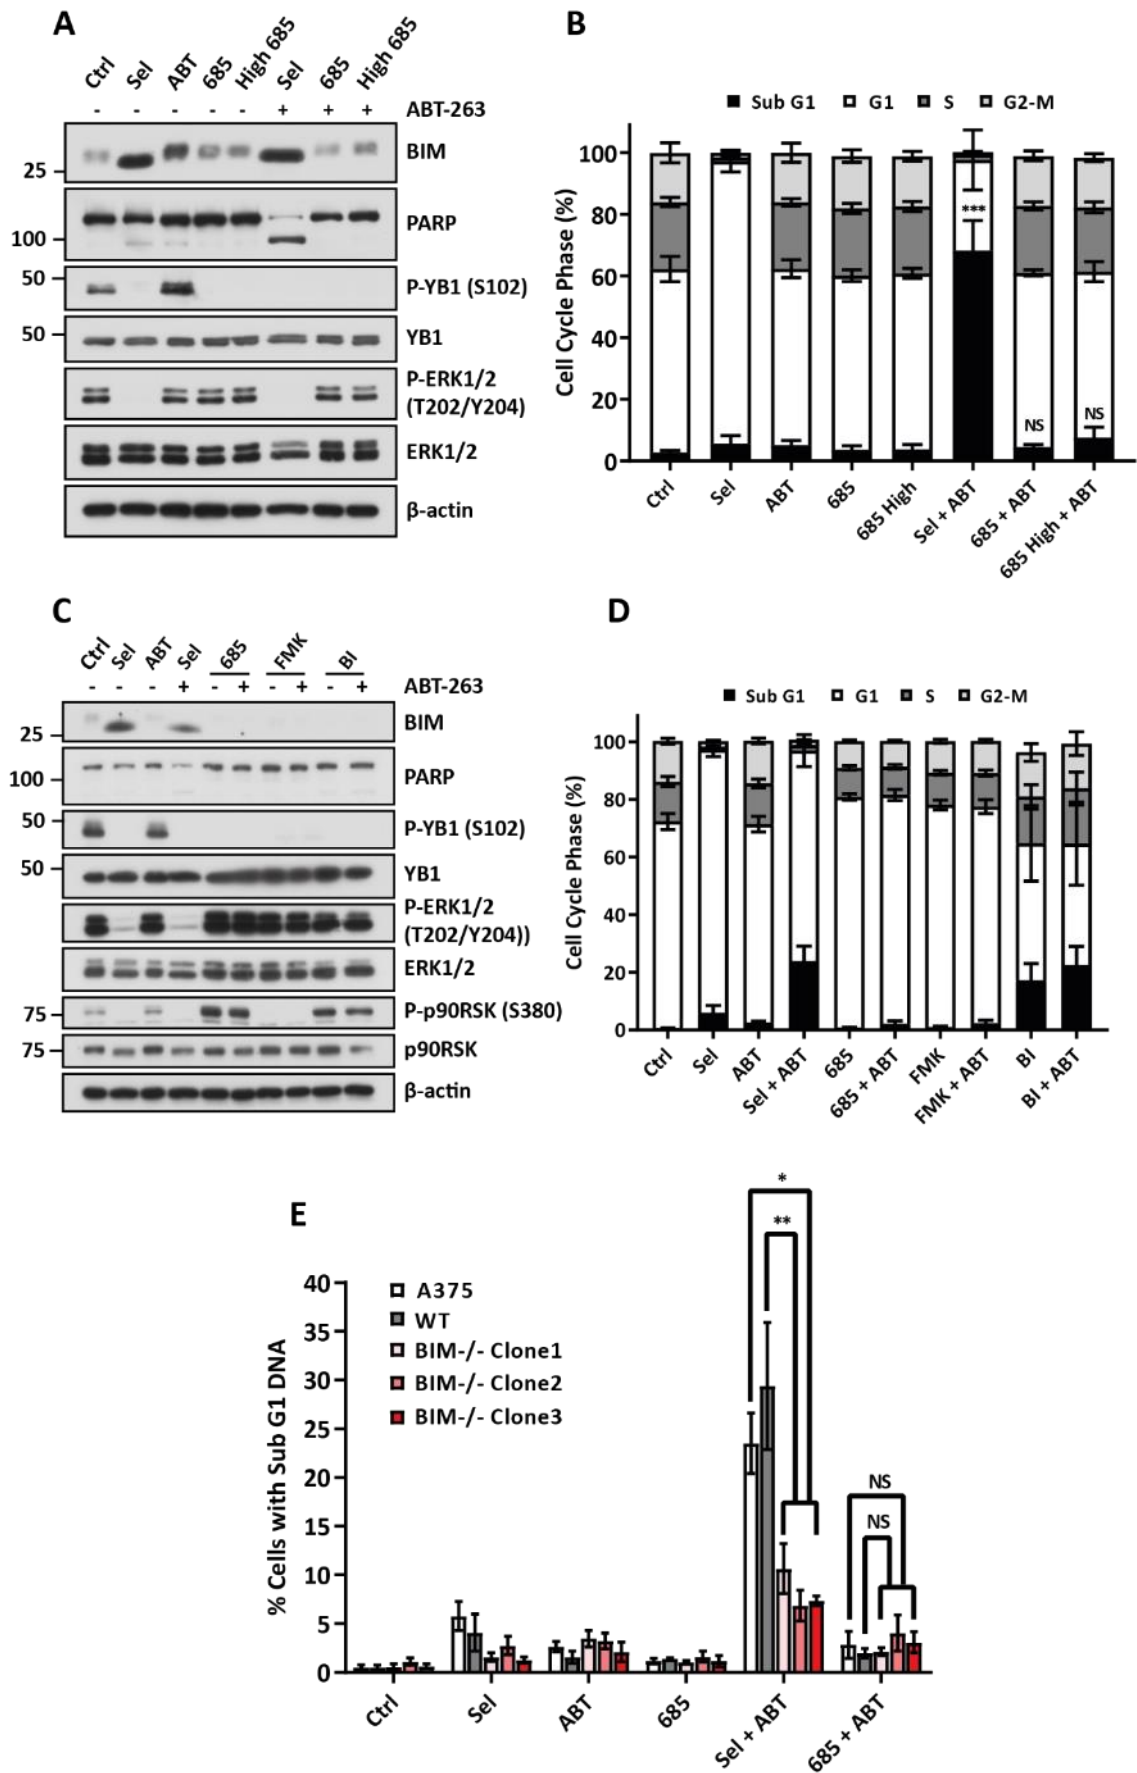 A
Ctrl Sel ABT 685 High 685 Sel 685 High 685
- - - - - + + + ABT-263
25 BIM
100 PARP
50 P-YB1 (S102)
50 YB1
P-ERK1/2
(T202/Y204)
ERK1/2
β-actin
B
Sub G1 G1 S G2-M
Cell Cycle Phase (%)
100
80
60
40
20
0
***
NS
NS
Ctrl Sel ABT 685 685 High Sel + ABT 685 + ABT 685 High + ABT
C
Ctrl Sel ABT Sel 685 FMK BI
- - - + - + - + - + ABT-263
25 BIM
100 PARP
50 P-YB1 (S102)
50 YB1
P-ERK1/2
(T202/Y204))
ERK1/2
75 P-p90RSK (S380)
75 p90RSK
β-actin
D
Sub G1 G1 S G2-M
Cell Cycle Phase (%)
100
80
60
40
20
0
Ctrl Sel ABT Sel + ABT 685 685 + ABT FMK FMK + ABT BI BI + ABT
E
% Cells with Sub G1 DNA
40
35
30
25
20
15
10
5
0
A375
WT
BIM-/- Clone1
BIM-/- Clone2
BIM-/- Clone3
*
**
NS
NS
Ctrl Sel ABT 685 Sel + ABT 685 + ABT